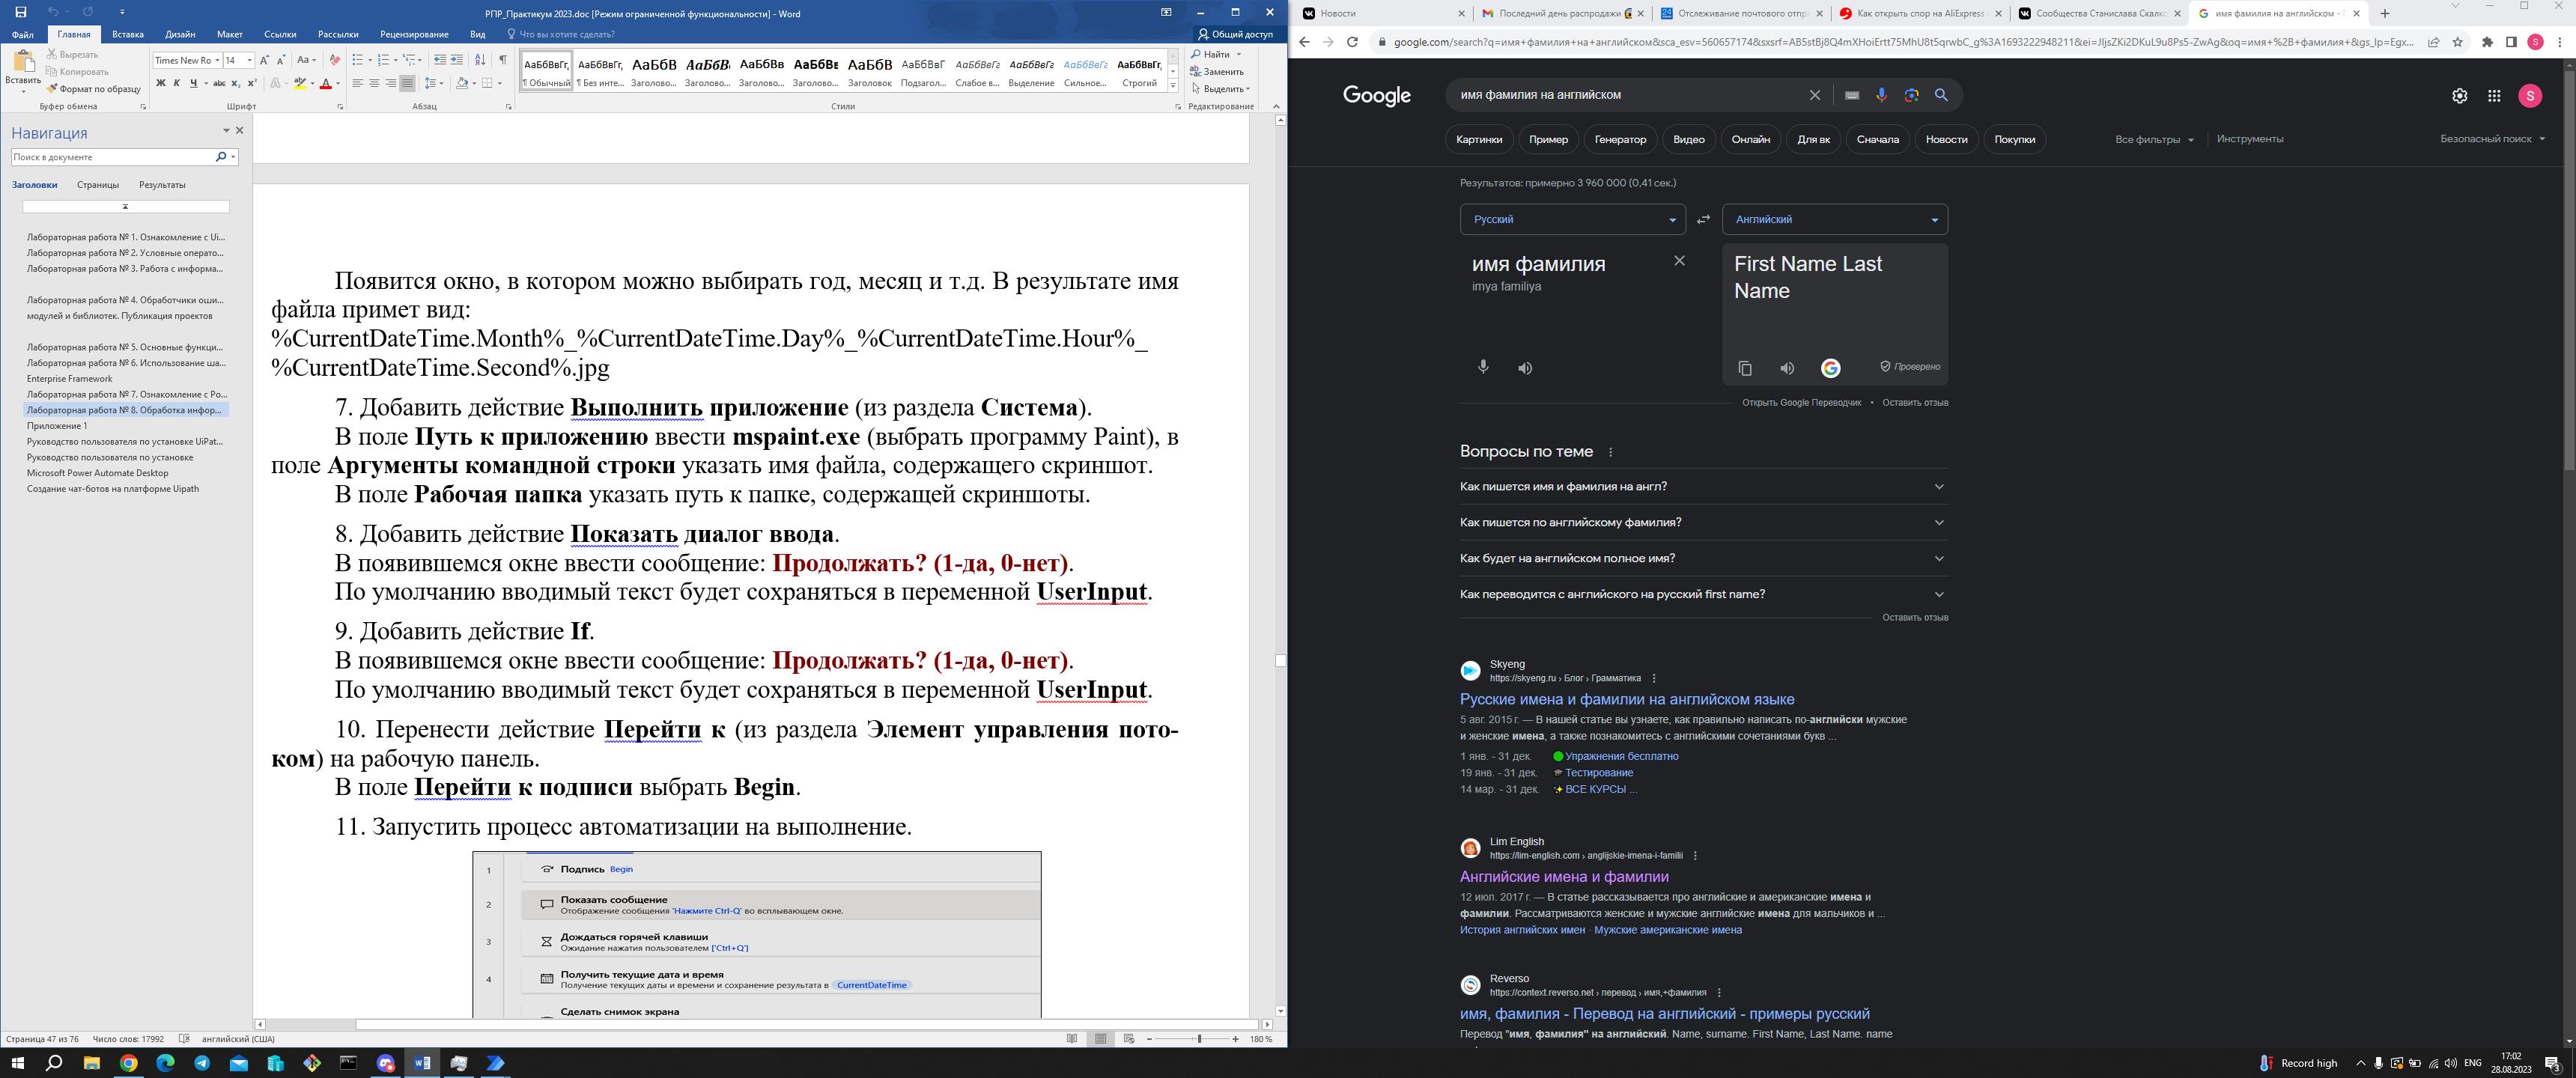 РПР_Практикум 2023.doc [Режим ограниченной функциональности] - Word
Файл Главная Вставка Дизайн Макет Ссылки Рассылки Рецензирование Вид Что вы хотите сделать? Общий доступ
Вставить
Вырезать
Копировать
Формат по образцу
Буфер обмена
Times New Ro 14
Шрифт
Абзац
АаБбВвГг, АаБбВвГг, АаБбВ АаБбВ АаБбВв АаБбВв АаБбВ АаБбВвГ АаБбВвГг АаБбВвГг АаБбВвГг АаБбВвГг,
¶ Обычный ¶ Без инте... Заголово... Заголово... Заголово... Заголово... Заголовок Подзагол... Слабое в... Выделение Сильное... Строгий
Стили
Найти
Заменить
Выделить
Редактирование
Навигация
Поиск в документе
Заголовки Страницы Результаты
Лабораторная работа № 1. Ознакомление с Ui...
Лабораторная работа № 2. Условные операто...
Лабораторная работа № 3. Работа с информа...
Лабораторная работа № 4. Обработчики оши...
модулей и библиотек. Публикация проектов
Лабораторная работа № 5. Основные функци...
Лабораторная работа № 6. Использование ша...
Enterprise Framework
Лабораторная работа № 7. Ознакомление с Po...
Лабораторная работа № 8. Обработка инфор...
Приложение 1
Руководство пользователя по установке UiPat...
Руководство пользователя по установке
Microsoft Power Automate Desktop
Создание чат-ботов на платформе Uipath
Появится окно, в котором можно выбирать год, месяц и т.д. В результате имя
файла примет вид:
%CurrentDateTime.Month%_%CurrentDateTime.Day%_%CurrentDateTime.Hour%_
%CurrentDateTime.Second%.jpg
7. Добавить действие Выполнить приложение (из раздела Система).
В поле Путь к приложению ввести mspaint.exe (выбрать программу Paint), в
поле Аргументы командной строки указать имя файла, содержащего скриншот.
В поле Рабочая папка указать путь к папке, содержащей скриншоты.
8. Добавить действие Показать диалог ввода.
В появившемся окне ввести сообщение: Продолжать? (1-да, 0-нет).
По умолчанию вводимый текст будет сохраняться в переменной UserInput.
9. Добавить действие If.
В появившемся окне ввести сообщение: Продолжать? (1-да, 0-нет).
По умолчанию вводимый текст будет сохраняться в переменной UserInput.
10. Перенести действие Перейти к (из раздела Элемент управления пото-
ком) на рабочую панель.
В поле Перейти к подписи выбрать Begin.
11. Запустить процесс автоматизации на выполнение.
1 Подпись Begin
2 Показать сообщение
Отображение сообщения 'Нажмите Ctrl-Q' во всплывающем окне.
3 Дождаться горячей клавиши
Ожидание нажатия пользователем ['Ctrl+Q']
4 Получить текущие дата и время
Получение текущих даты и времени и сохранение результата в CurrentDateTime
Сделать снимок экрана
Страница 47 из 76 Число слов: 17992 английский (США) 180 %
Новости
Последний день распродажи
Отслеживание почтового отпр
Как открыть спор на AliExpress
Сообщества Станислава Скалк
имя фамилия на английском -
google.com/search?q=имя+фамилия+на+английском&sca_esv=560657174&sxsrf=AB5stBj8Q4mXHoiErtt75MhU8t5qrwbC_g%3A1693222948211&ei=JIjsZKi2DKuL9u8Ps5-ZwAg&oq=имя+%2B+фамилия+&gs_lp=Egx...
Google
имя фамилия на английском
S
Картинки Пример Генератор Видео Онлайн Для вк Сначала Новости Покупки Все фильтры Инструменты Безопасный поиск
Результатов: примерно 3 960 000 (0,41 сек.)
Русский Английский
имя фамилия
imya familiya
First Name Last
Name
Проверено
Открыть Google Переводчик • Оставить отзыв
Вопросы по теме
Как пишется имя и фамилия на англ?
Как пишется по английскому фамилия?
Как будет на английском полное имя?
Как переводится с английского на русский first name?
Оставить отзыв
Skyeng
https://skyeng.ru › Блог › Грамматика
Русские имена и фамилии на английском языке
5 авг. 2015 г. — В нашей статье вы узнаете, как правильно написать по-английски мужские
и женские имена, а также познакомитесь с английскими сочетаниями букв ...
1 янв. - 31 дек. Упражнения бесплатно
19 янв. - 31 дек. Тестирование
14 мар. - 31 дек. ВСЕ КУРСЫ ...
Lim English
https://lim-english.com › anglijskie-imena-i-familii
Английские имена и фамилии
12 июл. 2017 г. — В статье рассказывается про английские и американские имена и
фамилии. Рассматриваются женские и мужские английские имена для мальчиков и ...
История английских имен · Мужские американские имена
Reverso
https://context.reverso.net › перевод › имя,+фамилия
имя, фамилия - Перевод на английский - примеры русский
Перевод "имя, фамилия" на английский. Name, surname. First Name, Last Name. name
Record high ENG 17:02
28.08.2023
3